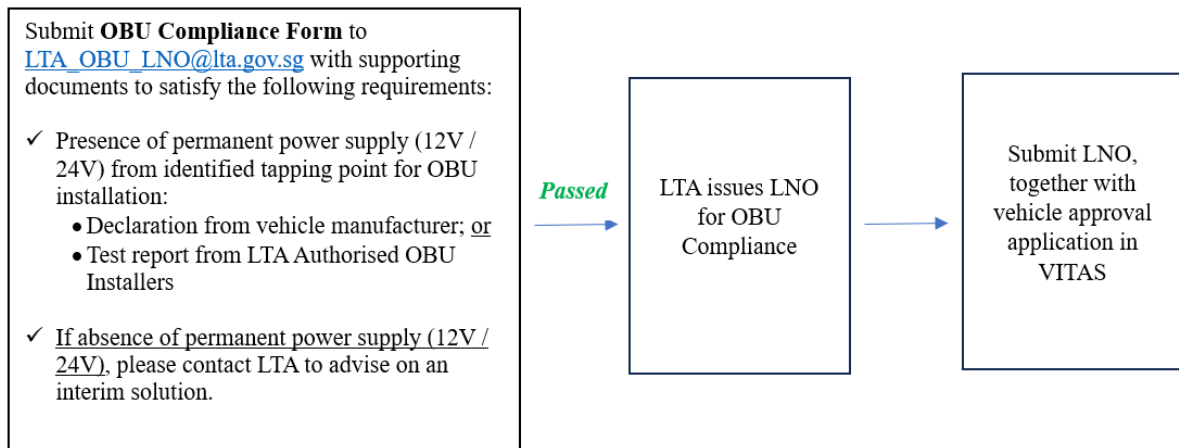 Submit OBU Compliance Form to
LTA_OBU_LNO@lta.gov.sg with supporting
documents to satisfy the following requirements:
✓ Presence of permanent power supply (12V /
24V) from identified tapping point for OBU
installation:
• Declaration from vehicle manufacturer; or
• Test report from LTA Authorised OBU
Installers
✓ If absence of permanent power supply (12V /
24V), please contact LTA to advise on an
interim solution.
Passed
LTA issues LNO
for OBU
Compliance
Submit LNO,
together with
vehicle approval
application in
VITAS